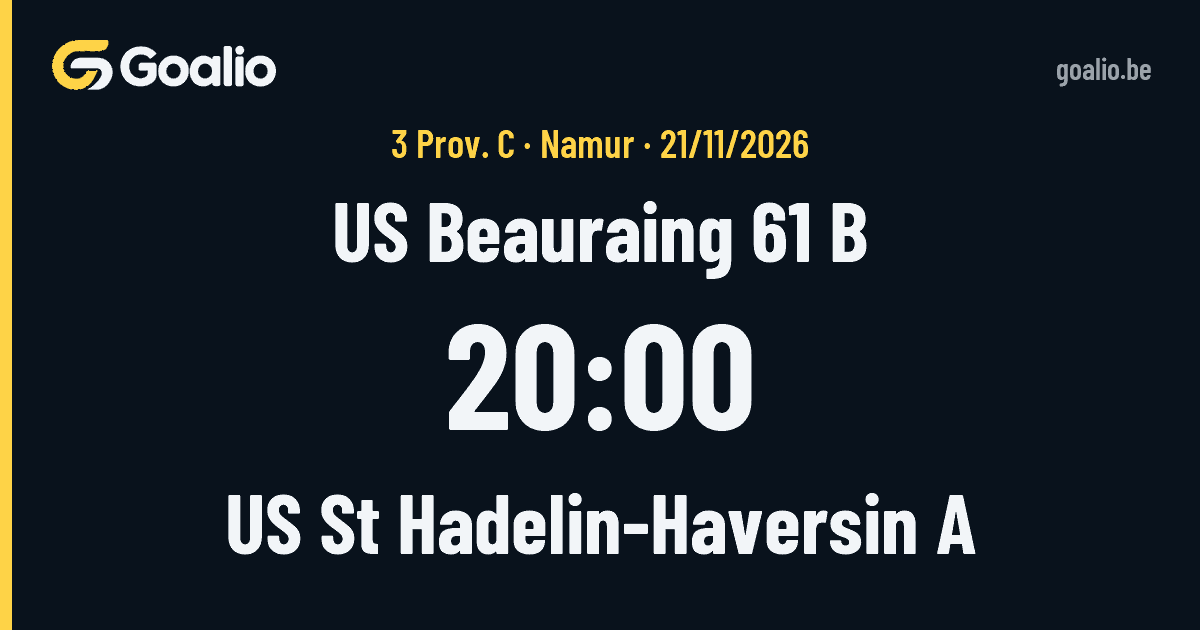 Goalio
goalio.be
3 Prov. C · Namur · 21/11/2026
US Beauraing 61 B
20:00
US St Hadelin-Haversin A